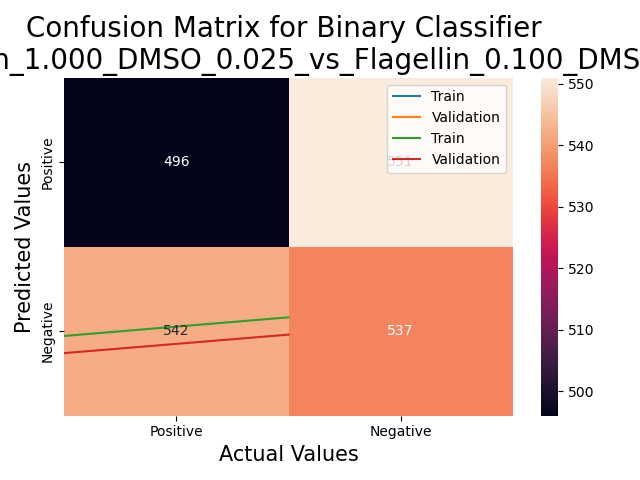 Confusion Matrix for Binary Classifier
n_1.000_DMSO_0.025_vs_Flagellin_0.100_DMS
Train
Validation
Train
Validation
Predicted Values
Positive
Negative
496
551
542
537
Positive
Negative
Actual Values
550
540
530
520
510
500